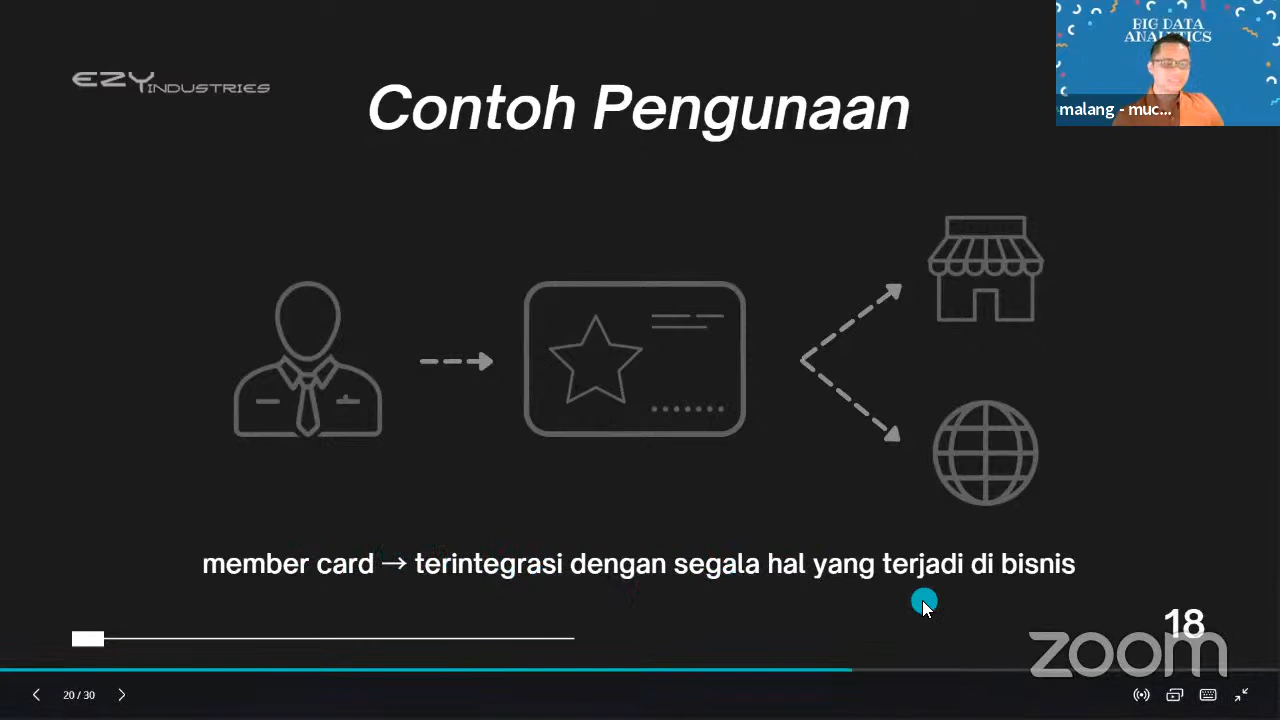 BIG DATA
ANALYTICS
malang - muc...
EZY INDUSTRIES
Contoh Pengunaan
member card → terintegrasi dengan segala hal yang terjadi di bisnis
18
zoom
20 / 30